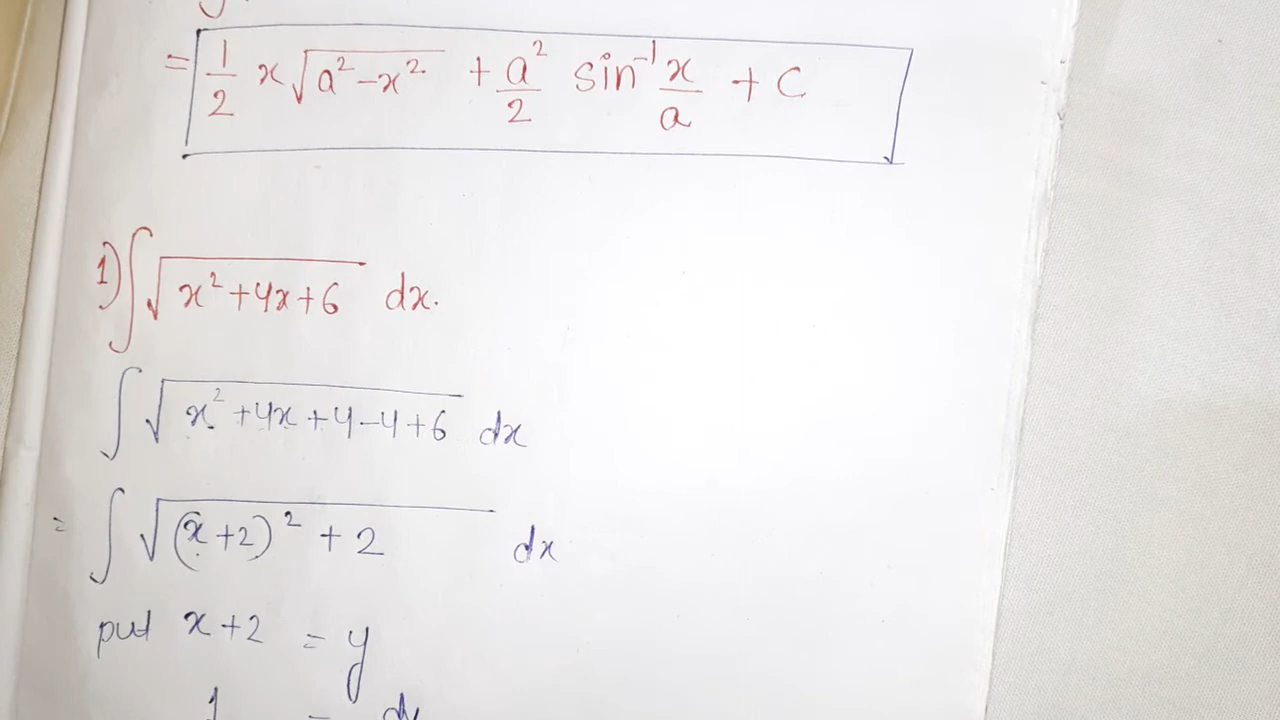 = 1/2 x√(a²-x²) + a²/2 sin⁻¹ x/a + C
1) ∫√(x²+4x+6) dx.
∫√(x²+4x+4-4+6) dx
= ∫√((x+2)²+2) dx
put x+2 = y